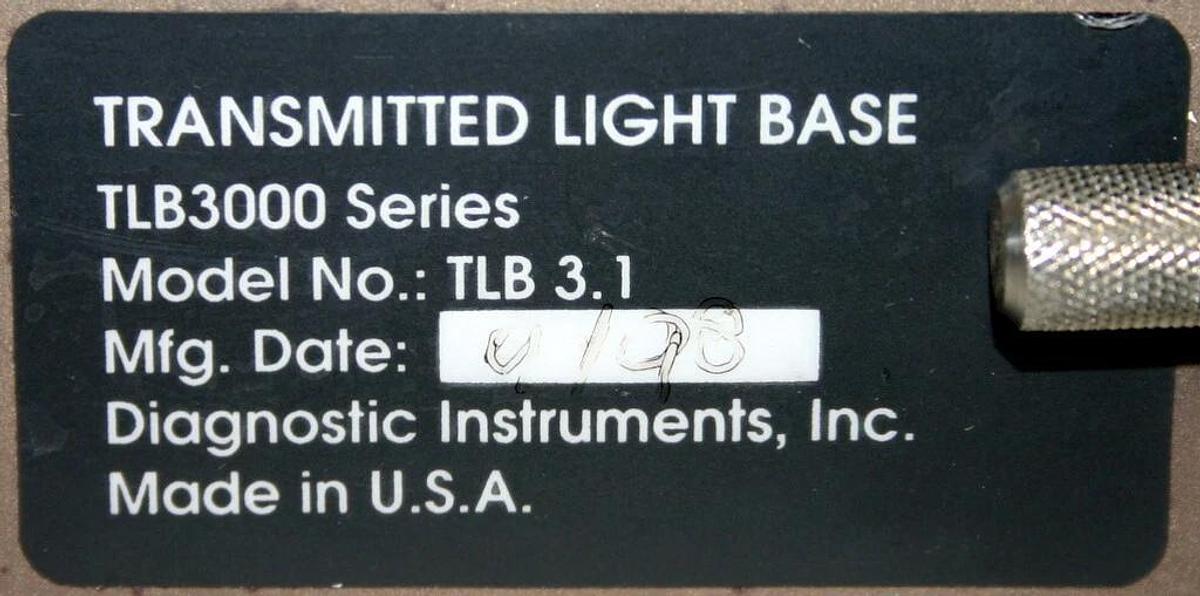 TRANSMITTED LIGHT BASE
TLB3000 Series
Model No.: TLB 3.1
Mfg. Date:
Diagnostic Instruments, Inc.
Made in U.S.A.